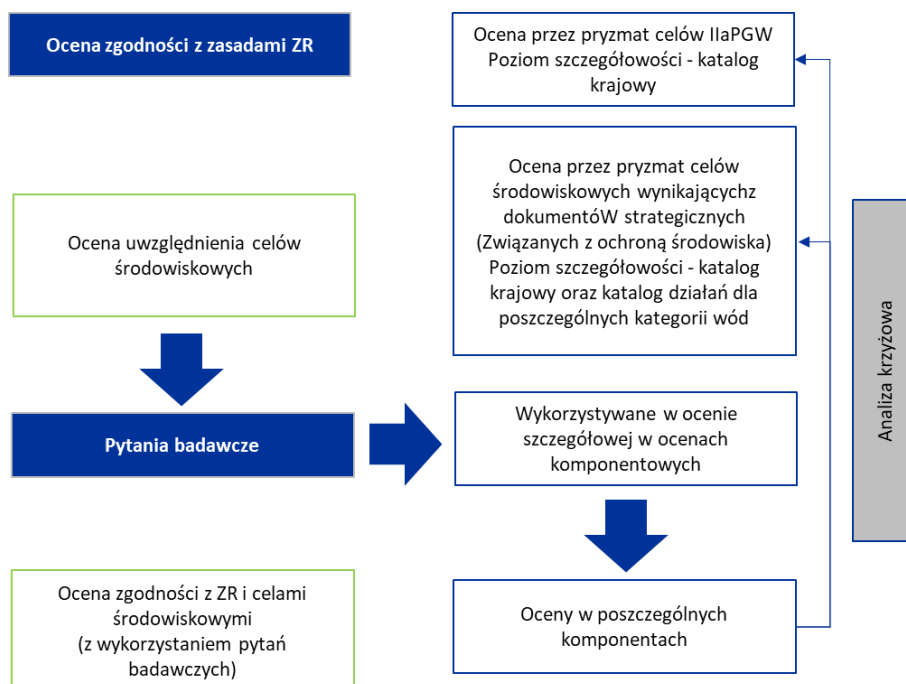 Ocena zgodności z zasadami ZR
Ocena przez pryzmat celów IIaPGW
Poziom szczegółowości - katalog
krajowy
Ocena uwzględnienia celów
środowiskowych
Ocena przez pryzmat celów
środowiskowych wynikającychz
dokumentóW strategicznych
(Związanych z ochroną środowiska)
Poziom szczegółowości - katalog
krajowy oraz katalog działań dla
poszczególnych kategorii wód
Pytania badawcze
Wykorzystywane w ocenie
szczegółowej w ocenach
komponentowych
Ocena zgodności z ZR i celami
środowiskowymi
(z wykorzystaniem pytań
badawczych)
Oceny w poszczególnych
komponentach
Analiza krzyżowa